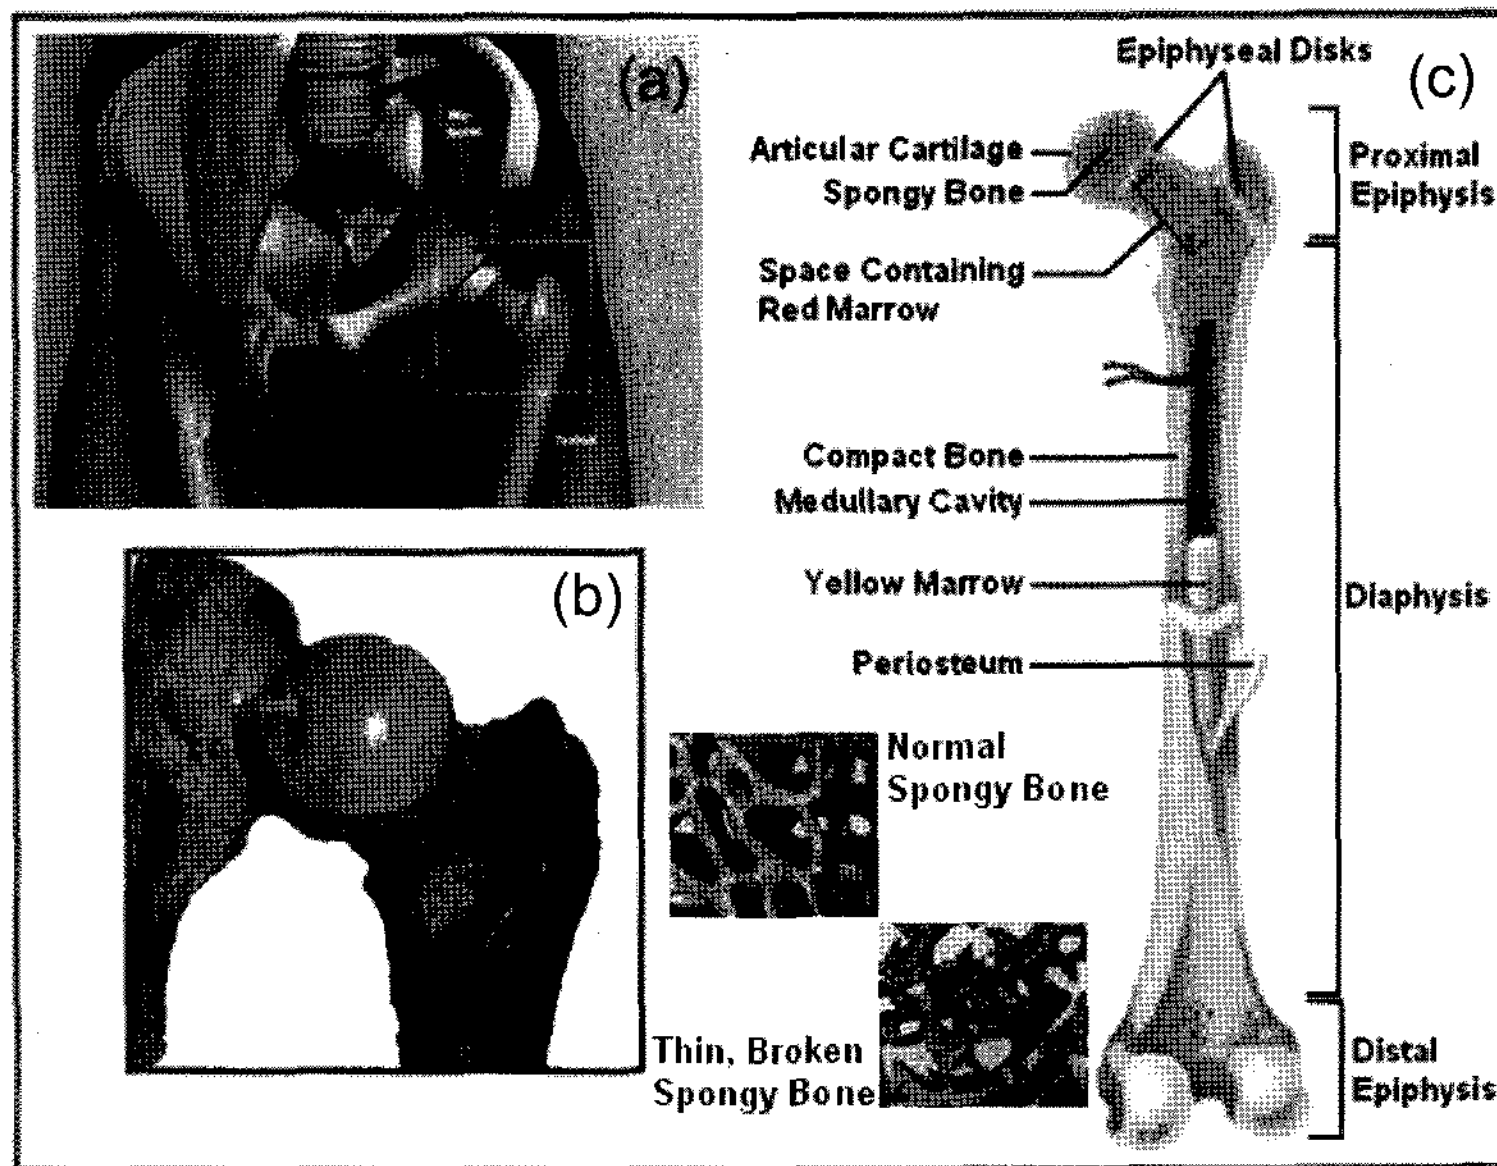 (a)
(b)
(c)
Epiphyseal Disks
Articular Cartilage
Spongy Bone
Space Containing
Red Marrow
Compact Bone
Medullary Cavity
Yellow Marrow
Periosteum
Proximal
Epiphysis
Diaphysis
Distal
Epiphysis
Normal
Spongy Bone
Thin, Broken
Spongy Bone